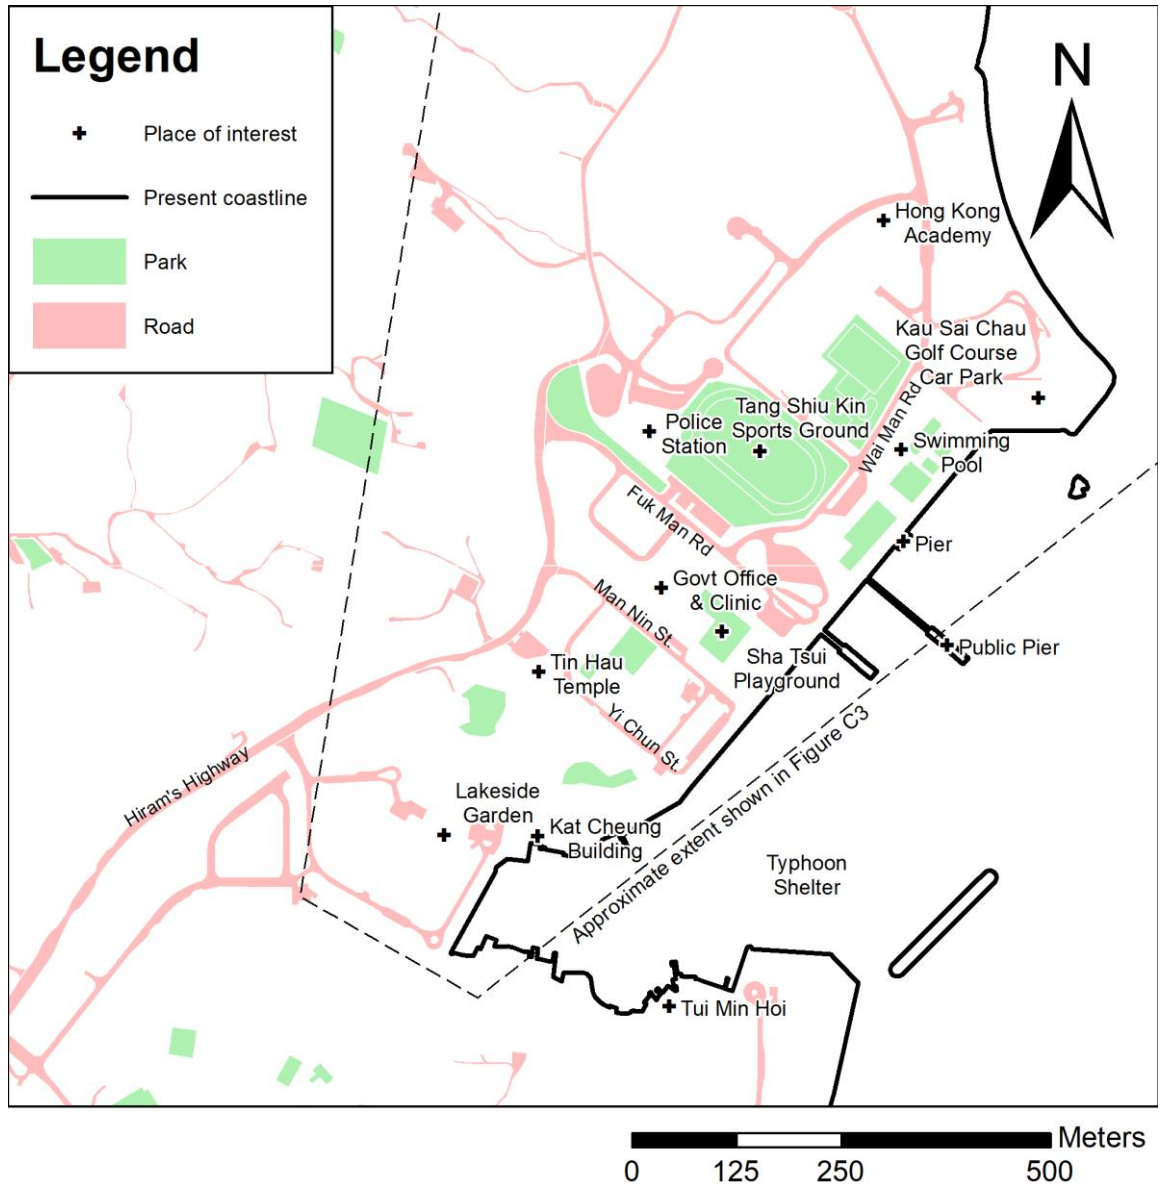 Legend
Place of interest
Present coastline
Park
Road
N
Hong Kong
Academy
Kau Sai Chau
Golf Course
Car Park
Tang Shiu Kin
Sports Ground
Wai Man Rd
Police
Station
Swimming
Pool
Fuk Man Rd
Pier
Govt Office
& Clinic
Man Nin St.
Public Pier
Sha Tsui
Playground
Tin Hau
Temple
Yi Chun St.
Hiram's Highway
Lakeside
Garden
Kat Cheung
Building
Approximate extent shown in Figure C3
Typhoon
Shelter
Tui Min Hoi
Meters
0 125 250 500